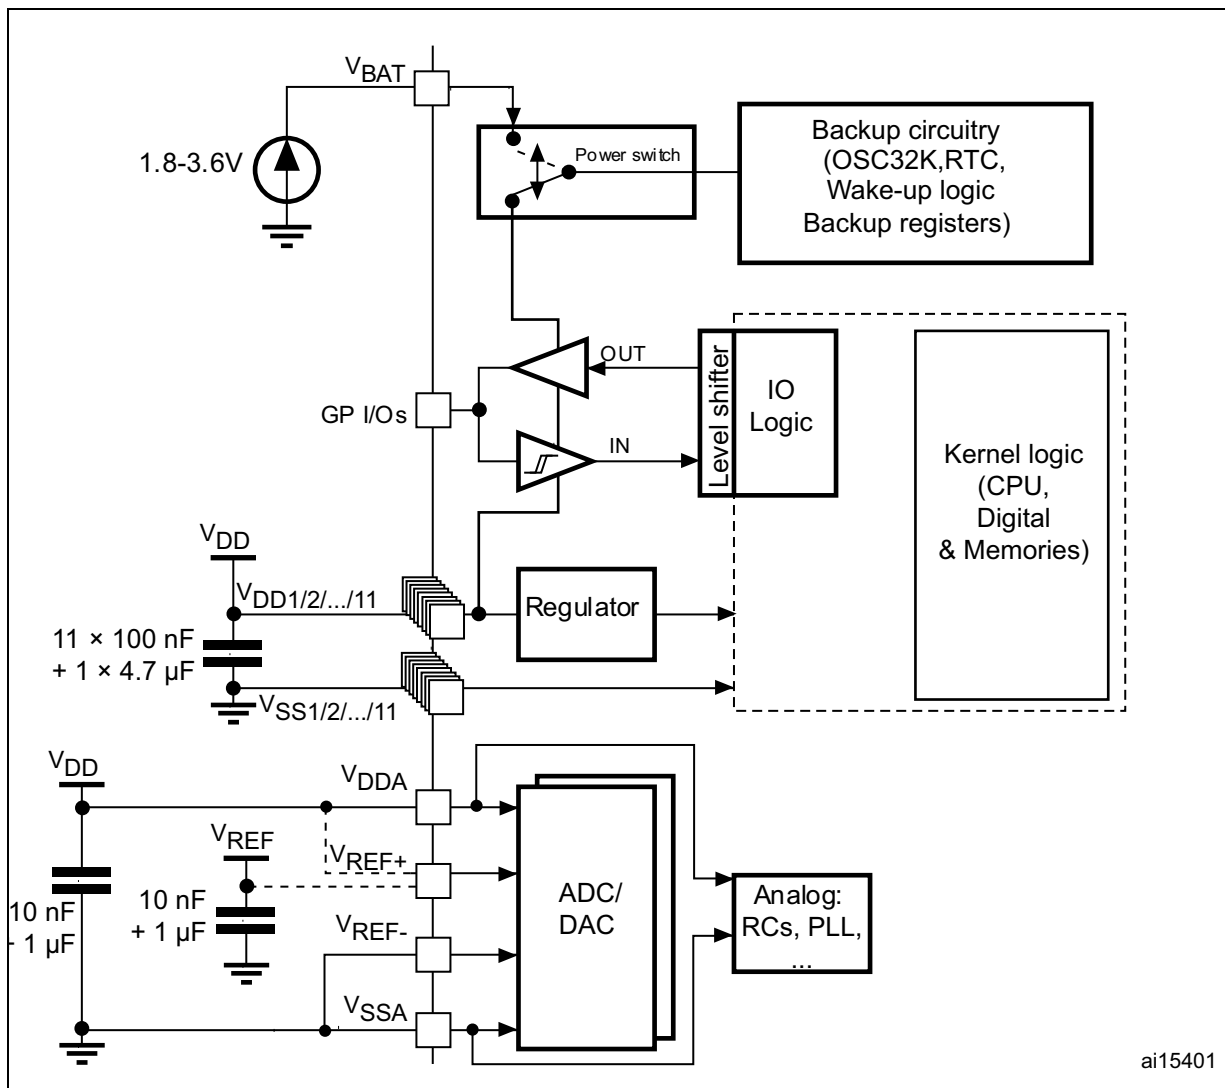 VBAT
1.8-3.6V
Power switch
Backup circuitry
(OSC32K,RTC,
Wake-up logic
Backup registers)
OUT
GP I/Os
IN
Level shifter
IO
Logic
Kernel logic
(CPU,
Digital
& Memories)
VDD
VDD1/2/.../11
Regulator
11 × 100 nF
+ 1 × 4.7 µF
VSS1/2/.../11
VDD
VDDA
VREF
VREF+
10 nF
+ 1 µF
10 nF
+ 1 µF
VREF-
ADC/
DAC
Analog:
RCs, PLL,
...
VSSA
ai15401